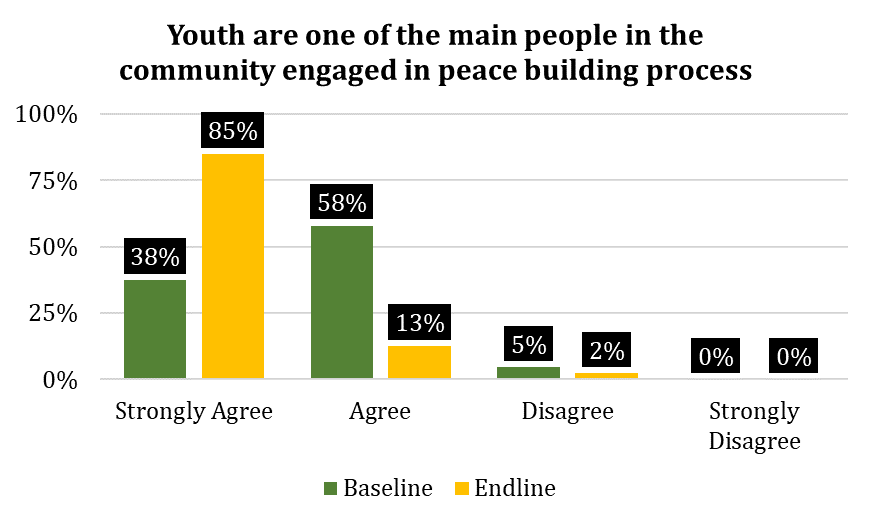 Youth are one of the main people in the
community engaged in peace building process
100%
75%
50%
25%
0%
38%
85%
58%
13%
5%
2%
0%
0%
Strongly Agree
Agree
Disagree
Strongly
Disagree
Baseline
Endline